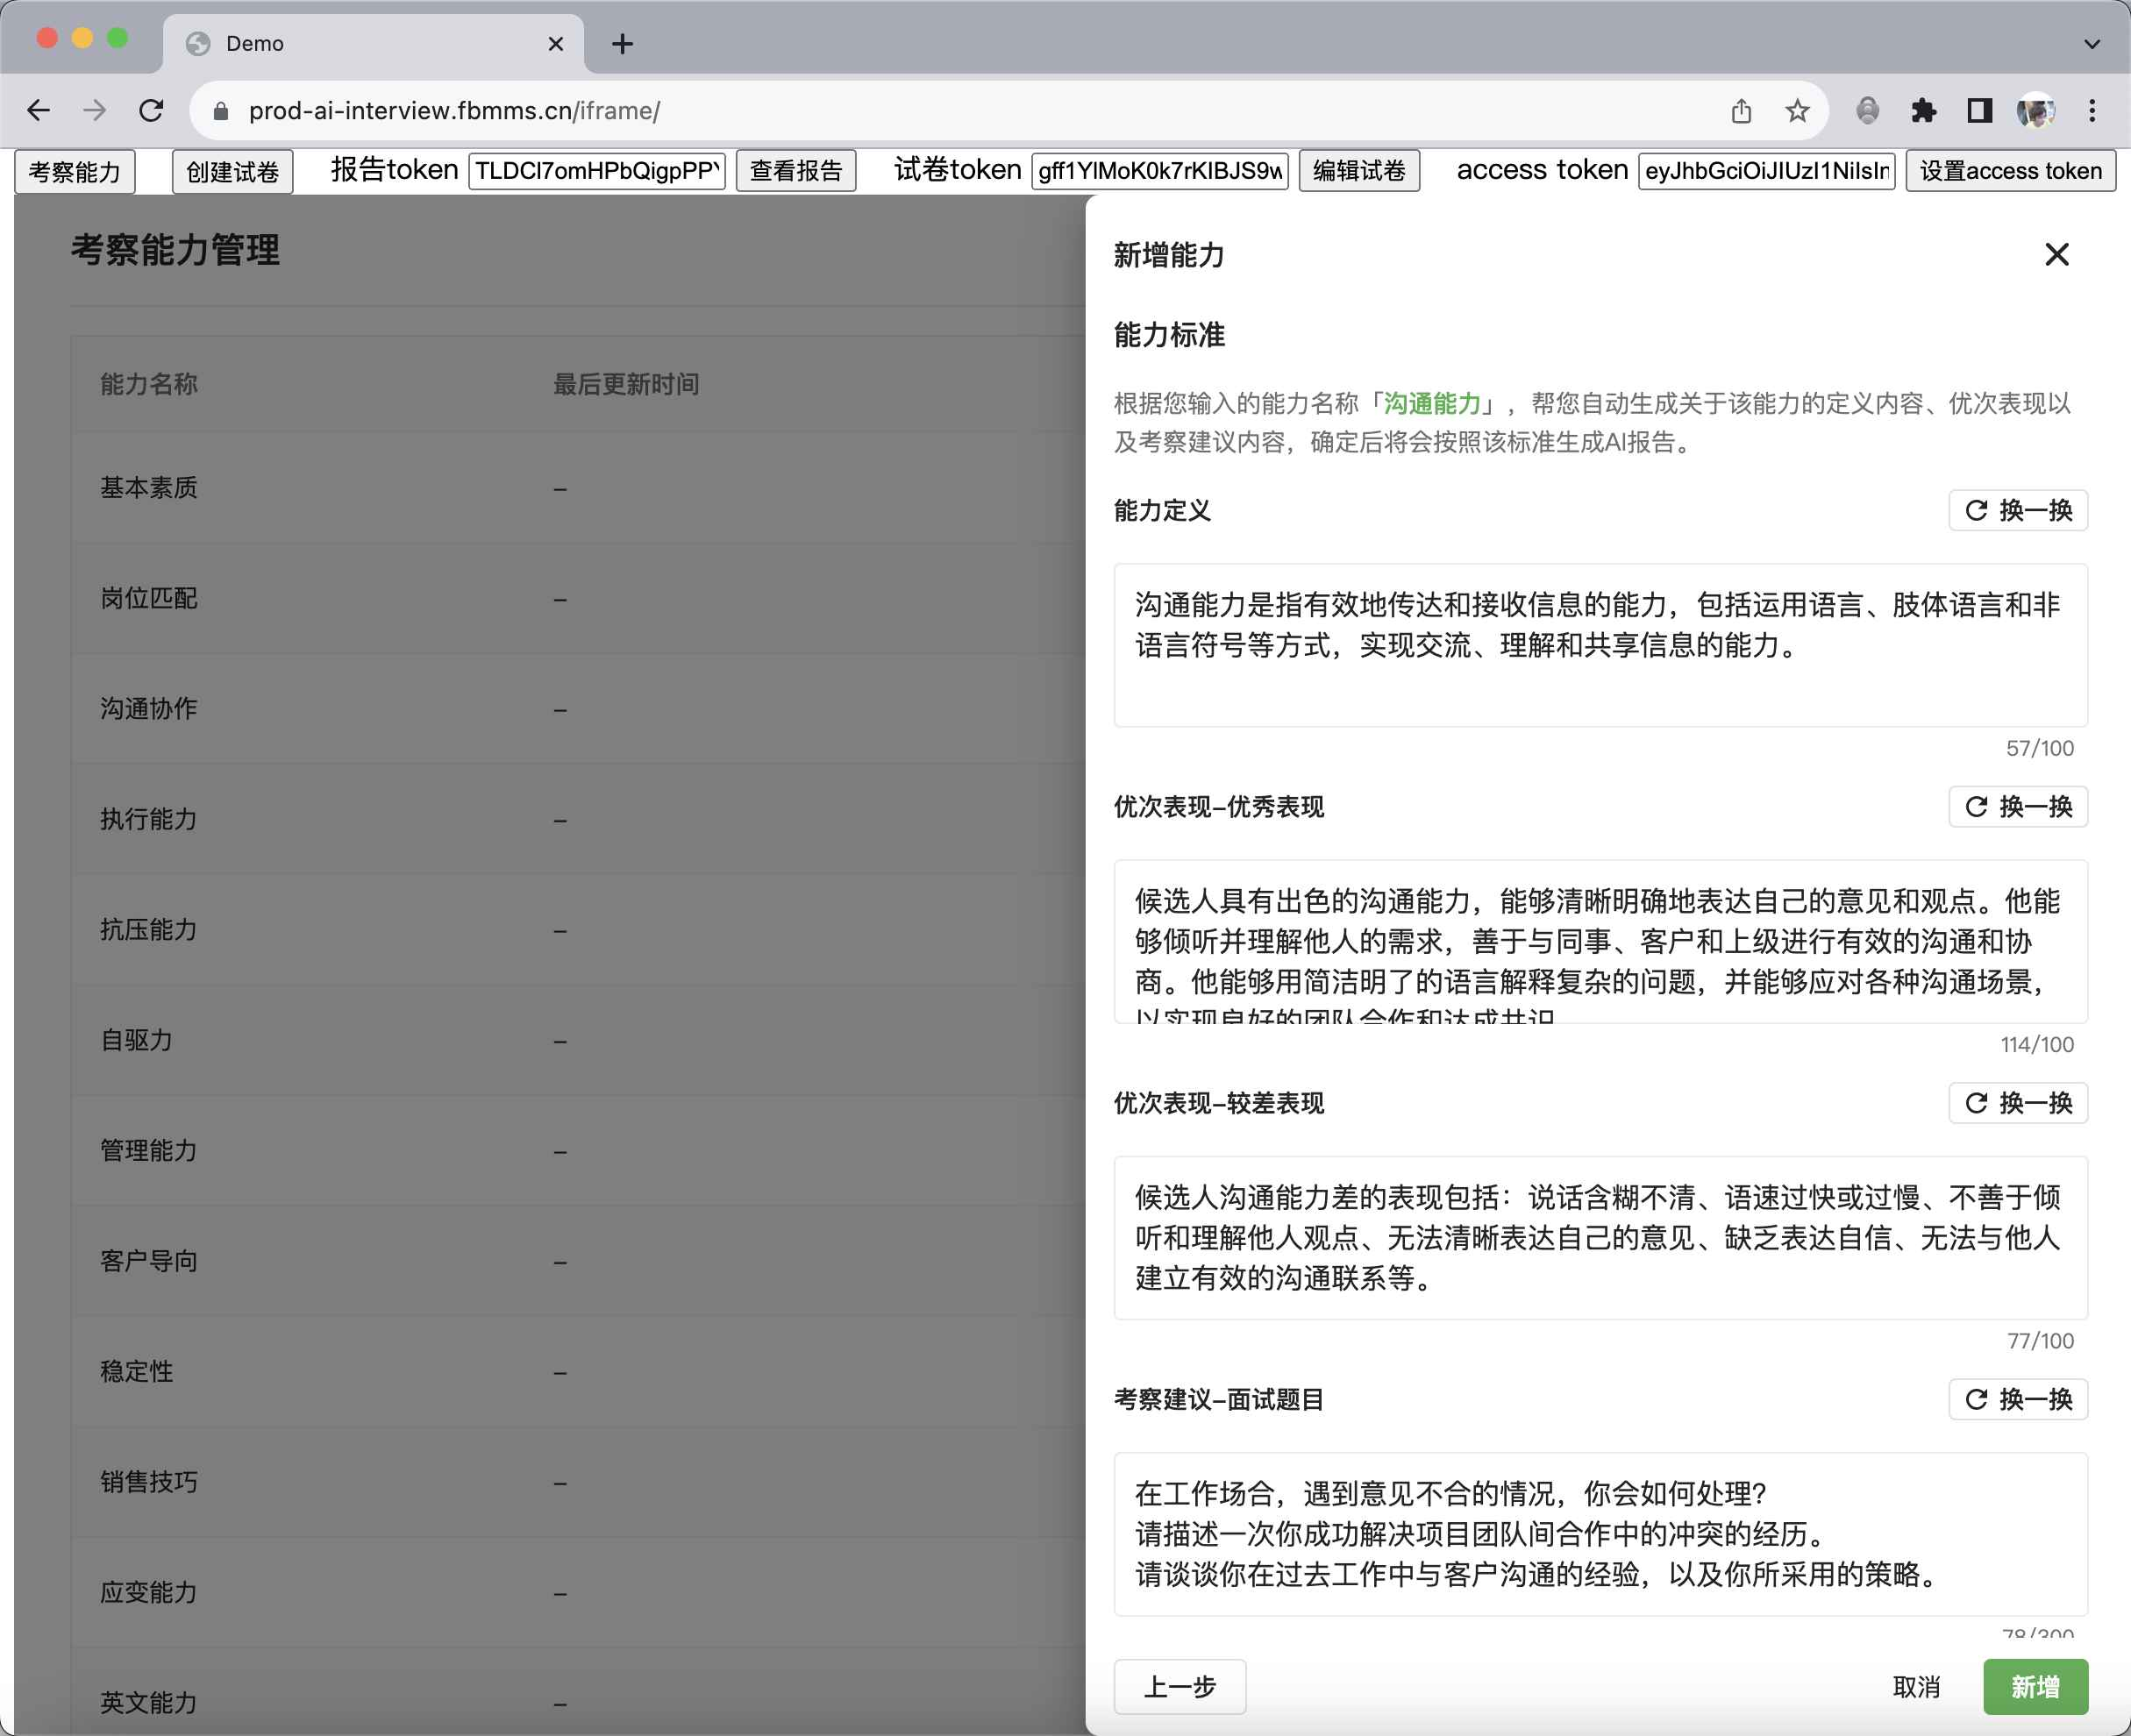 Demo
prod-ai-interview.fbmms.cn/iframe/
考察能力 创建试卷 报告token TLDCl7omHPbQigpPPY 查看报告 试卷token gff1YlMoK0k7rKIBJS9w 编辑试卷 access token eyJhbGciOiJIUzI1NiIsIn 设置access token
考察能力管理
能力名称 最后更新时间
基本素质 –
岗位匹配 –
沟通协作 –
执行能力 –
抗压能力 –
自驱力 –
管理能力 –
客户导向 –
稳定性 –
销售技巧 –
应变能力 –
英文能力 –
新增能力
能力标准
根据您输入的能力名称「沟通能力」，帮您自动生成关于该能力的定义内容、优次表现以
及考察建议内容，确定后将会按照该标准生成AI报告。
能力定义 换一换
沟通能力是指有效地传达和接收信息的能力，包括运用语言、肢体语言和非
语言符号等方式，实现交流、理解和共享信息的能力。
57/100
优次表现–优秀表现 换一换
候选人具有出色的沟通能力，能够清晰明确地表达自己的意见和观点。他能
够倾听并理解他人的需求，善于与同事、客户和上级进行有效的沟通和协
商。他能够用简洁明了的语言解释复杂的问题，并能够应对各种沟通场景，
以实现良好的团队合作和达成共识
114/100
优次表现–较差表现 换一换
候选人沟通能力差的表现包括：说话含糊不清、语速过快或过慢、不善于倾
听和理解他人观点、无法清晰表达自己的意见、缺乏表达自信、无法与他人
建立有效的沟通联系等。
77/100
考察建议–面试题目 换一换
在工作场合，遇到意见不合的情况，你会如何处理？
请描述一次你成功解决项目团队间合作中的冲突的经历。
请谈谈你在过去工作中与客户沟通的经验，以及你所采用的策略。
78/300
上一步 取消 新增